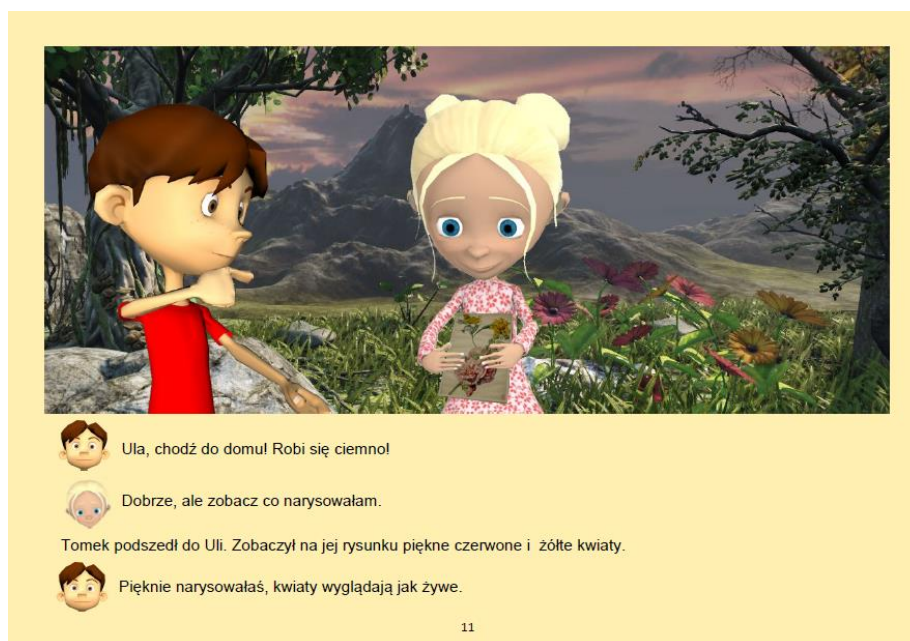 Ula, chodź do domu! Robi się ciemno!
Dobrze, ale zobacz co narysowałam.
Tomek podszedł do Uli. Zobaczył na jej rysunku piękne czerwone i żółte kwiaty.
Pięknie narysowałaś, kwiaty wyglądają jak żywe.
11